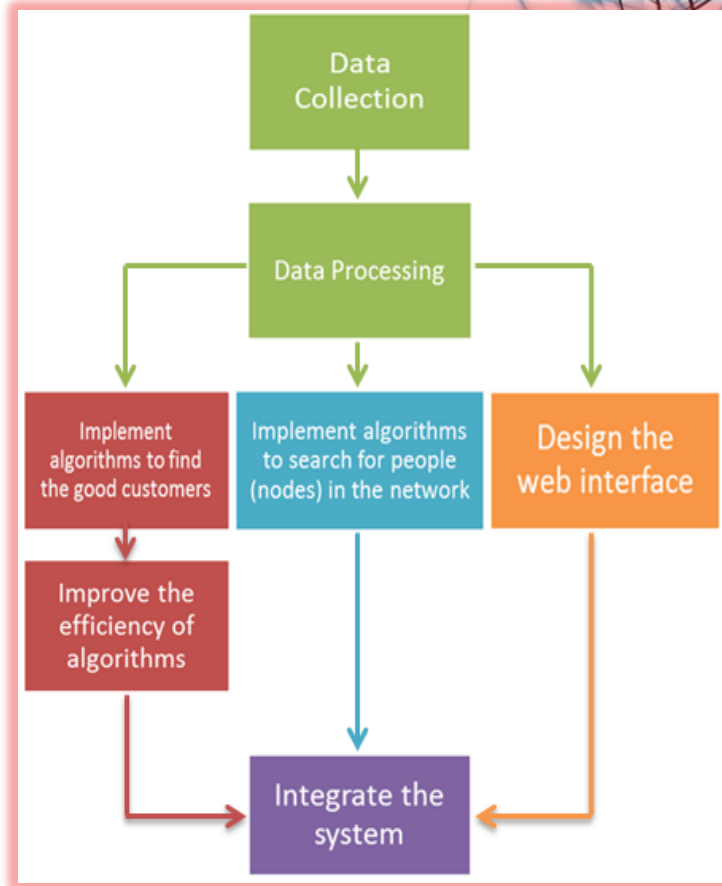 Data
Collection
Data Processing
Implement
algorithms to find
the good customers
Implement algorithms
to search for people
(nodes) in the network
Design the
web interface
Improve the
efficiency of
algorithms
Integrate the
system